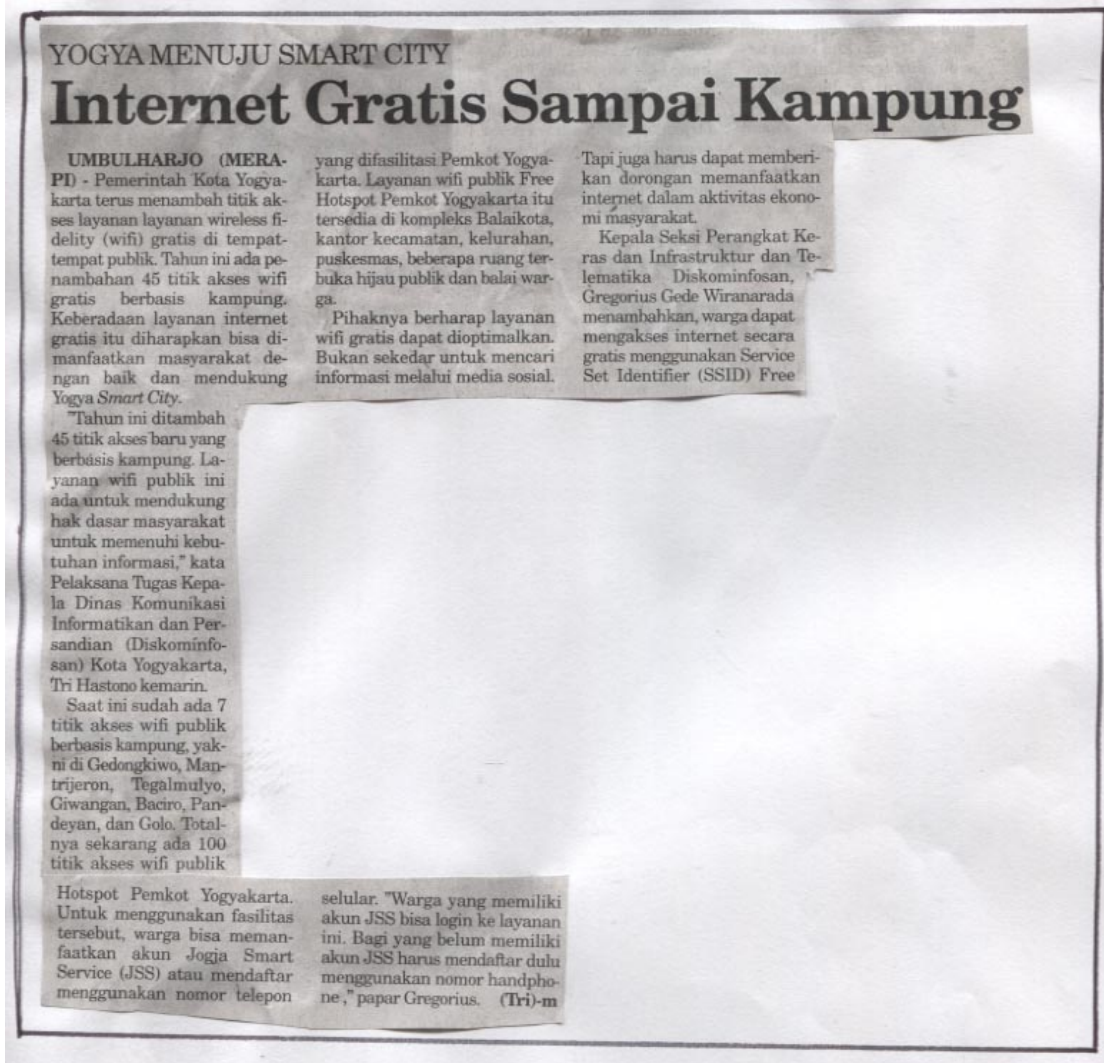 YOGYA MENUJU SMART CITY
Internet Gratis Sampai Kampung
UMBULHARJO (MERA-
PI) - Pemerintah Kota Yogya-
karta terus menambah titik ak-
ses layanan layanan wireless fi-
delity (wifi) gratis di tempat-
tempat publik. Tahun ini ada pe-
nambahan 45 titik akses wifi
gratis berbasis kampung.
Keberadaan layanan internet
gratis itu diharapkan bisa di-
manfaatkan masyarakat de-
ngan baik dan mendukung
Yogya Smart City.
"Tahun ini ditambah
45 titik akses baru yang
berbasis kampung. La-
yanan wifi publik ini
ada untuk mendukung
hak dasar masyarakat
untuk memenuhi kebu-
tuhan informasi," kata
Pelaksana Tugas Kepa-
la Dinas Komunikasi
Informatikan dan Per-
sandian (Diskominfo-
san) Kota Yogyakarta,
Tri Hastono kemarin.
Saat ini sudah ada 7
titik akses wifi publik
berbasis kampung, yak-
ni di Gedongkiwo, Man-
trijeron, Tegalmulyo,
Giwangan, Baciro, Pan-
deyan, dan Golo. Total-
nya sekarang ada 100
titik akses wifi publik
yang difasilitasi Pemkot Yogya-
karta. Layanan wifi publik Free
Hotspot Pemkot Yogyakarta itu
tersedia di kompleks Balaikota,
kantor kecamatan, kelurahan,
puskesmas, beberapa ruang ter-
buka hijau publik dan balai war-
ga.
Pihaknya berharap layanan
wifi gratis dapat dioptimalkan.
Bukan sekedar untuk mencari
informasi melalui media sosial.
Tapi juga harus dapat memberi-
kan dorongan memanfaatkan
internet dalam aktivitas ekono-
mi masyarakat.
Kepala Seksi Perangkat Ke-
ras dan Infrastruktur dan Te-
lematika Diskominfosan,
Gregorius Gede Wiranarada
menambahkan, warga dapat
mengakses internet secara
gratis menggunakan Service
Set Identifier (SSID) Free
Hotspot Pemkot Yogyakarta.
Untuk menggunakan fasilitas
tersebut, warga bisa meman-
faatkan akun Jogja Smart
Service (JSS) atau mendaftar
menggunakan nomor telepon
selular. "Warga yang memiliki
akun JSS bisa login ke layanan
ini. Bagi yang belum memiliki
akun JSS harus mendaftar dulu
menggunakan nomor handpho-
ne ," papar Gregorius. (Tri)-m